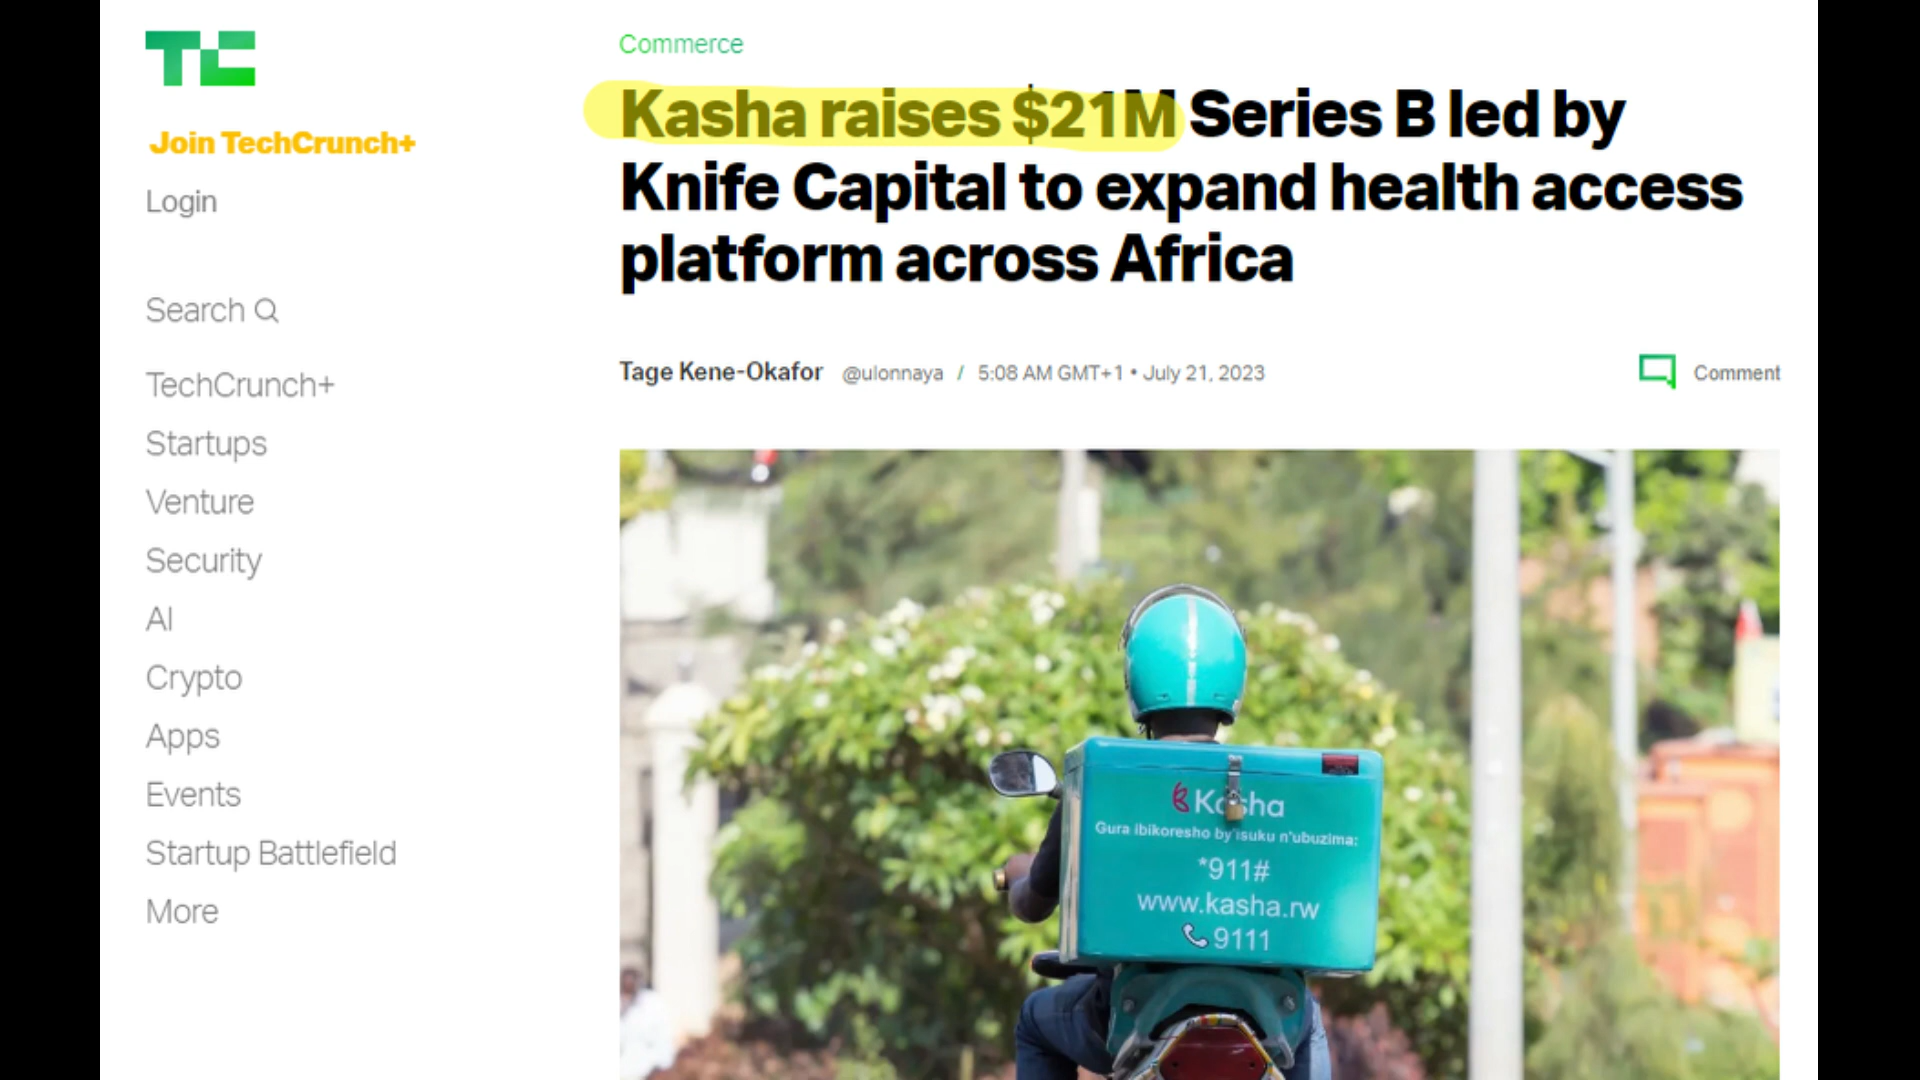 TC
Join TechCrunch+
Login
Search
TechCrunch+
Startups
Venture
Security
AI
Crypto
Apps
Events
Startup Battlefield
More
Commerce
Kasha raises $21M Series B led by
Knife Capital to expand health access
platform across Africa
Tage Kene-Okafor @ulonnaya / 5:08 AM GMT+1 • July 21, 2023
Comment
Kasha
Gura ibikoresho by'isuku n'ubuzima:
*911#
www.kasha.rw
9111